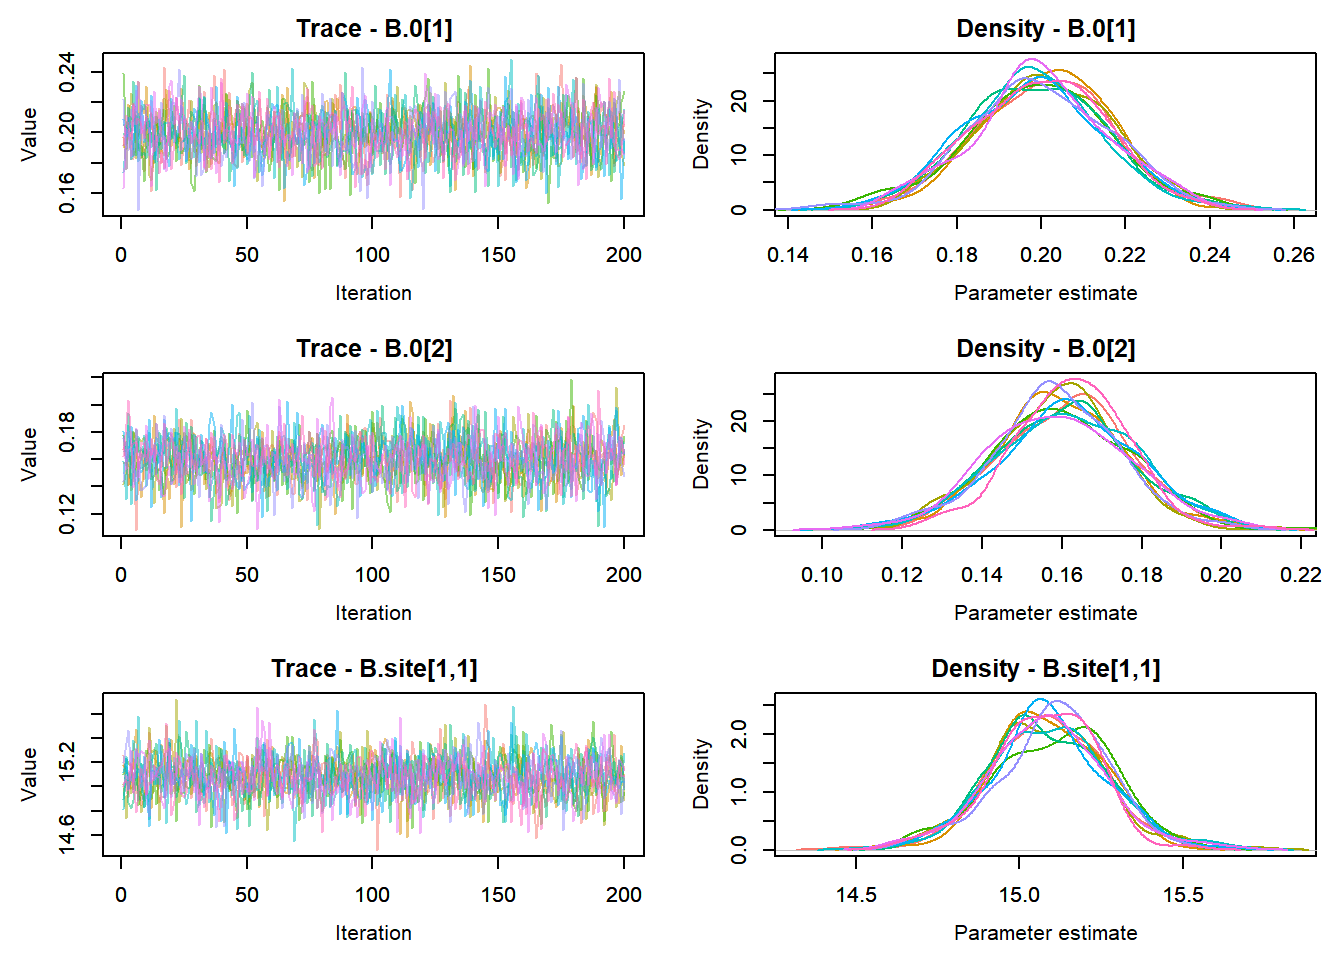 Trace - B.0[1]
Value
0.16 0.20 0.24
0 50 100 150 200
Iteration
Density - B.0[1]
Density
0 10 20
0.14 0.16 0.18 0.20 0.22 0.24 0.26
Parameter estimate
Trace - B.0[2]
Value
0.12 0.18
0 50 100 150 200
Iteration
Density - B.0[2]
Density
0 10 20
0.10 0.12 0.14 0.16 0.18 0.20 0.22
Parameter estimate
Trace - B.site[1,1]
Value
14.6 15.2
0 50 100 150 200
Iteration
Density - B.site[1,1]
Density
0.0 1.0 2.0
14.5 15.0 15.5
Parameter estimate